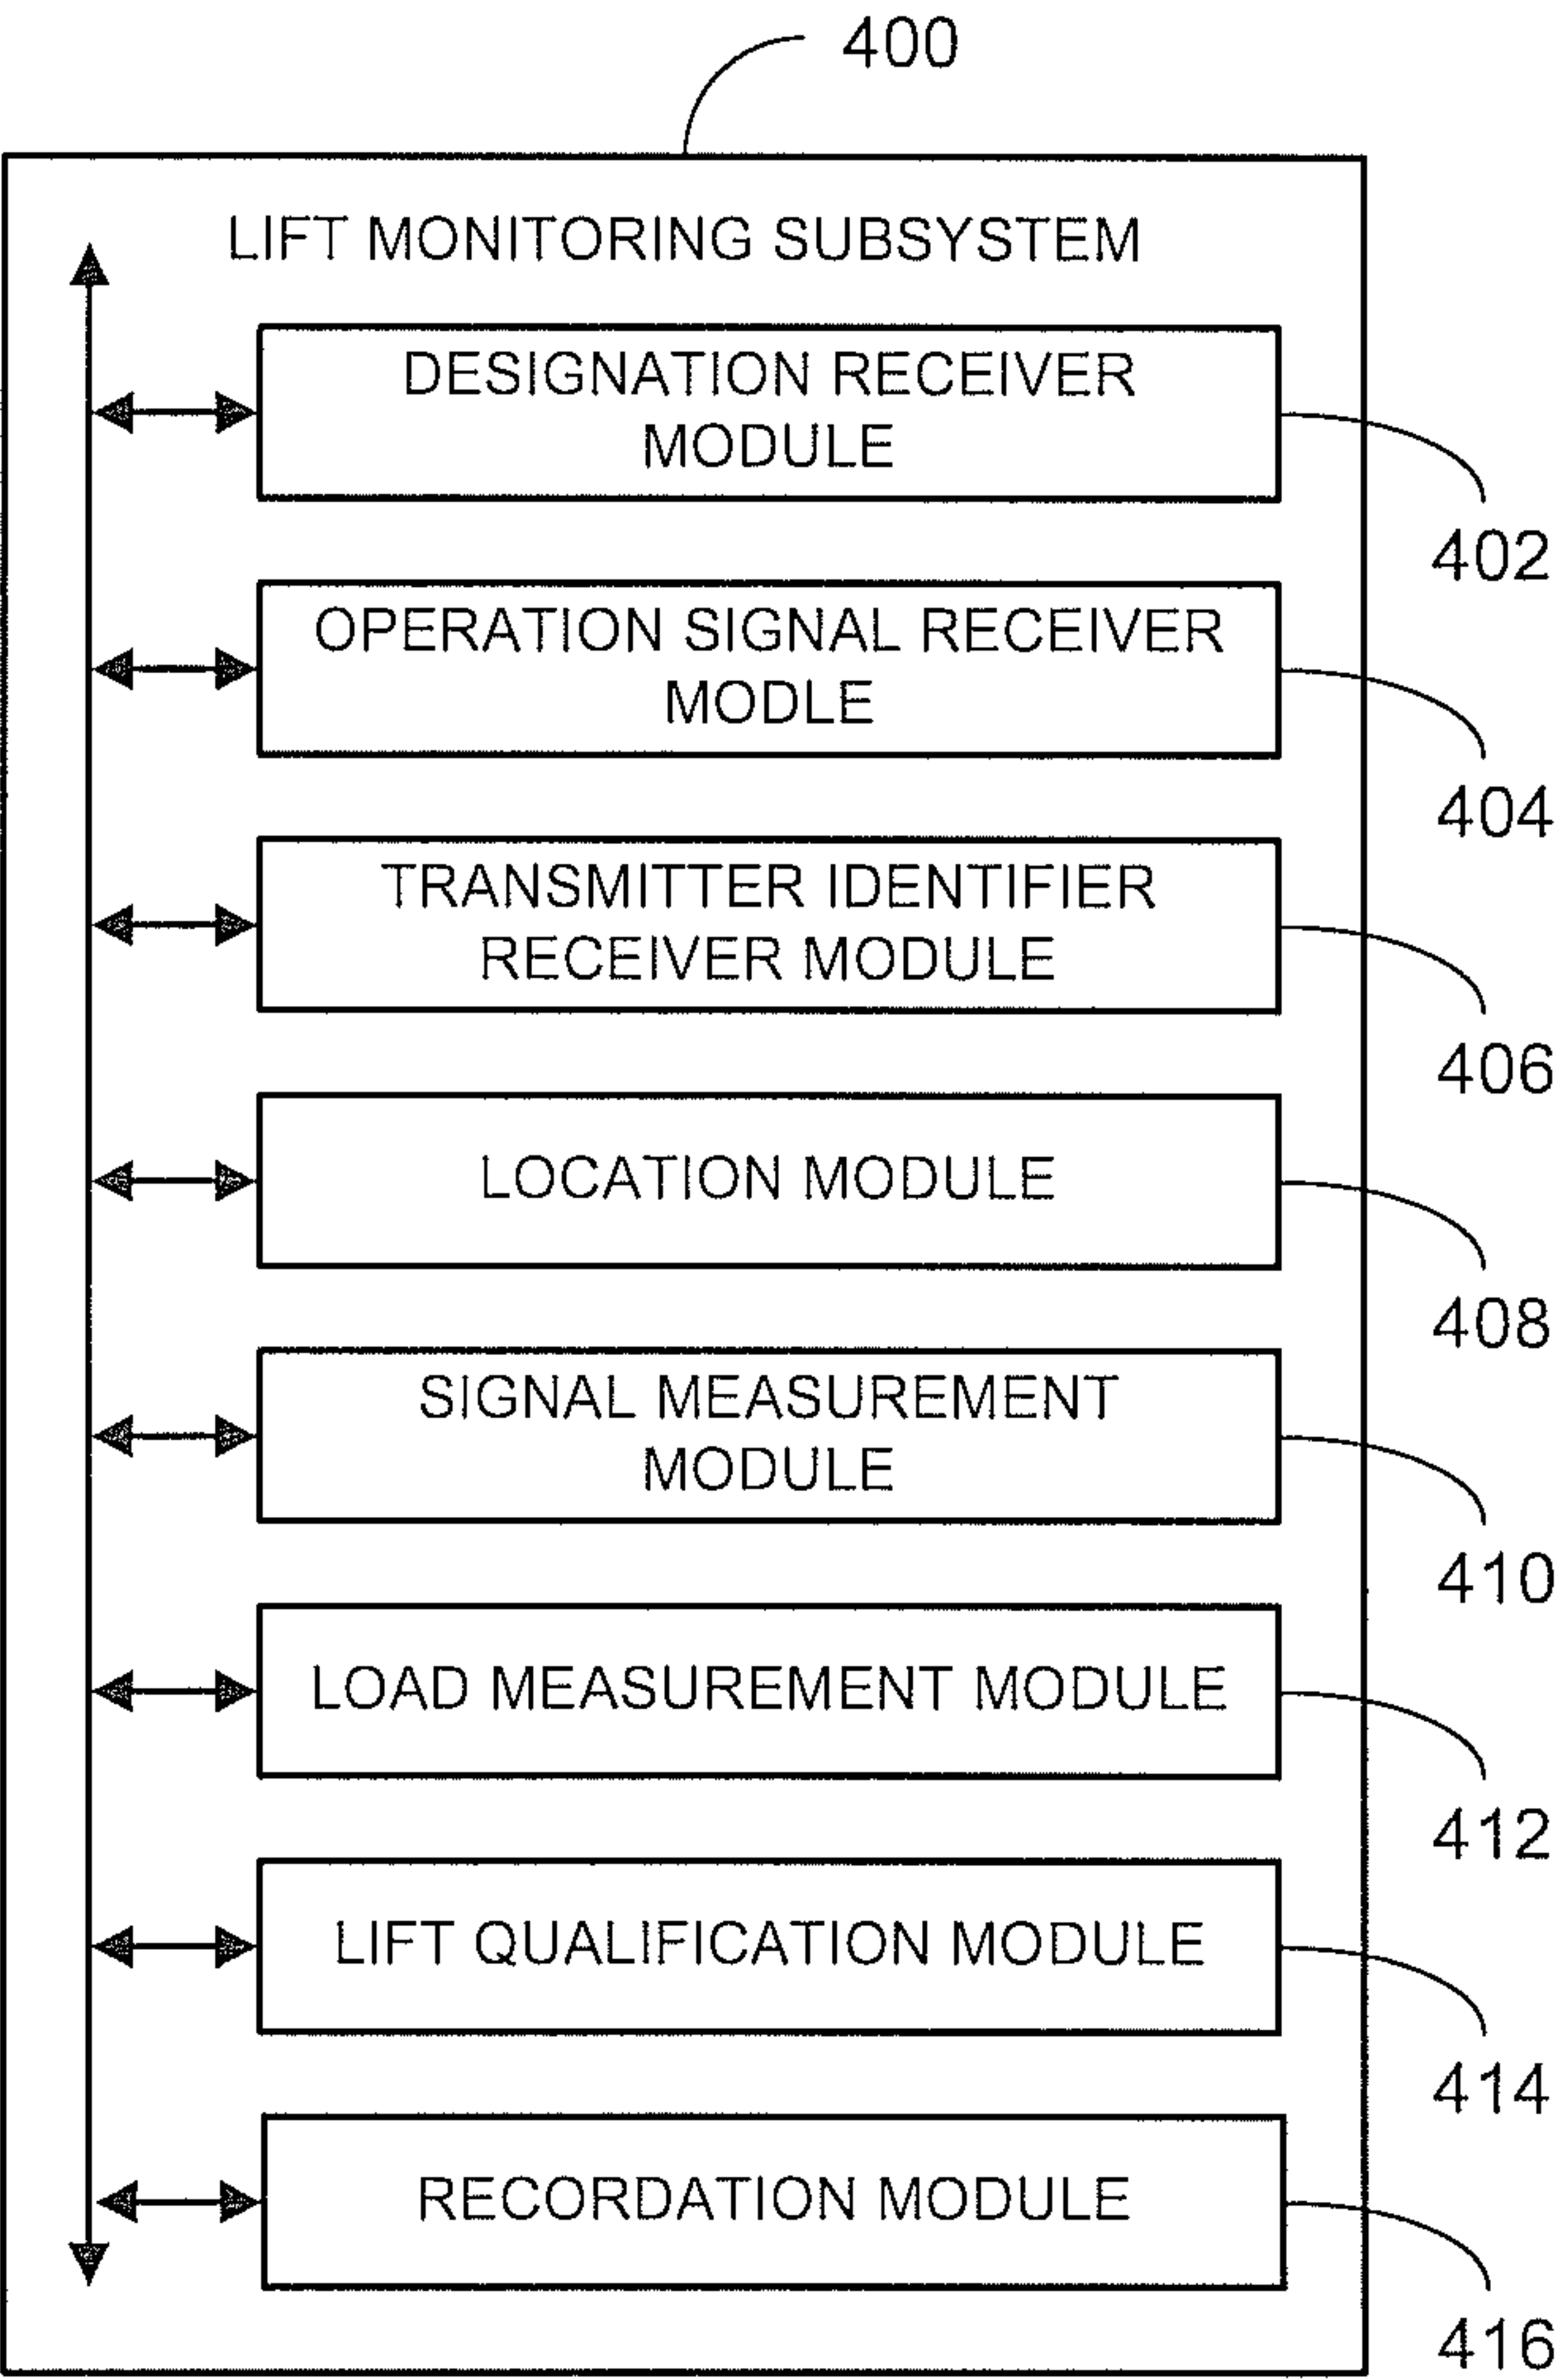 400
LIFT MONITORING SUBSYSTEM
DESIGNATION RECEIVER
MODULE
402
OPERATION SIGNAL RECEIVER
MODLE
404
TRANSMITTER IDENTIFIER
RECEIVER MODULE
406
LOCATION MODULE
408
SIGNAL MEASUREMENT
MODULE
410
LOAD MEASUREMENT MODULE
412
LIFT QUALIFICATION MODULE
414
RECORDATION MODULE
416